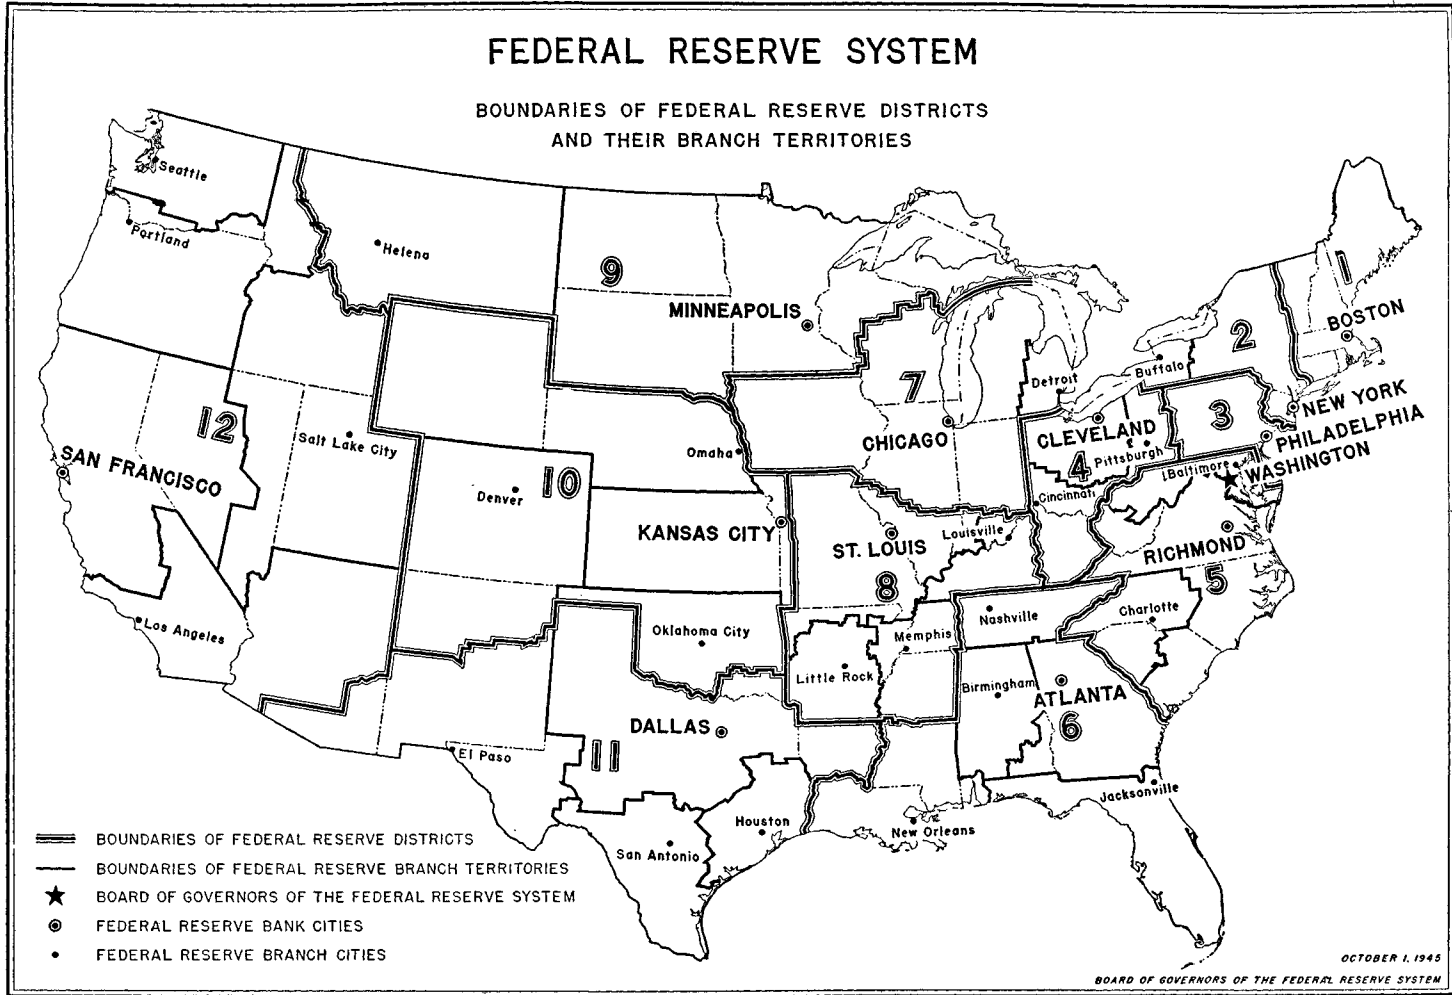 FEDERAL RESERVE SYSTEM
BOUNDARIES OF FEDERAL RESERVE DISTRICTS
AND THEIR BRANCH TERRITORIES
Seattle
Portland
Helena
9
MINNEAPOLIS
1
BOSTON
2
Buffalo
Detroit
7
CHICAGO
CLEVELAND
4
Pittsburgh
3
NEW YORK
PHILADELPHIA
WASHINGTON
Baltimore
Cincinnati
12
SAN FRANCISCO
Salt Lake City
Omaha
Denver
10
KANSAS CITY
ST. LOUIS
8
Louisville
RICHMOND
5
Charlotte
Los Angeles
Oklahoma City
Memphis
Nashville
Little Rock
Birmingham
ATLANTA
6
DALLAS
11
El Paso
Jacksonville
Houston
New Orleans
San Antonio
BOUNDARIES OF FEDERAL RESERVE DISTRICTS
BOUNDARIES OF FEDERAL RESERVE BRANCH TERRITORIES
BOARD OF GOVERNORS OF THE FEDERAL RESERVE SYSTEM
FEDERAL RESERVE BANK CITIES
FEDERAL RESERVE BRANCH CITIES
OCTOBER 1, 1945
BOARD OF GOVERNORS OF THE FEDERAL RESERVE SYSTEM